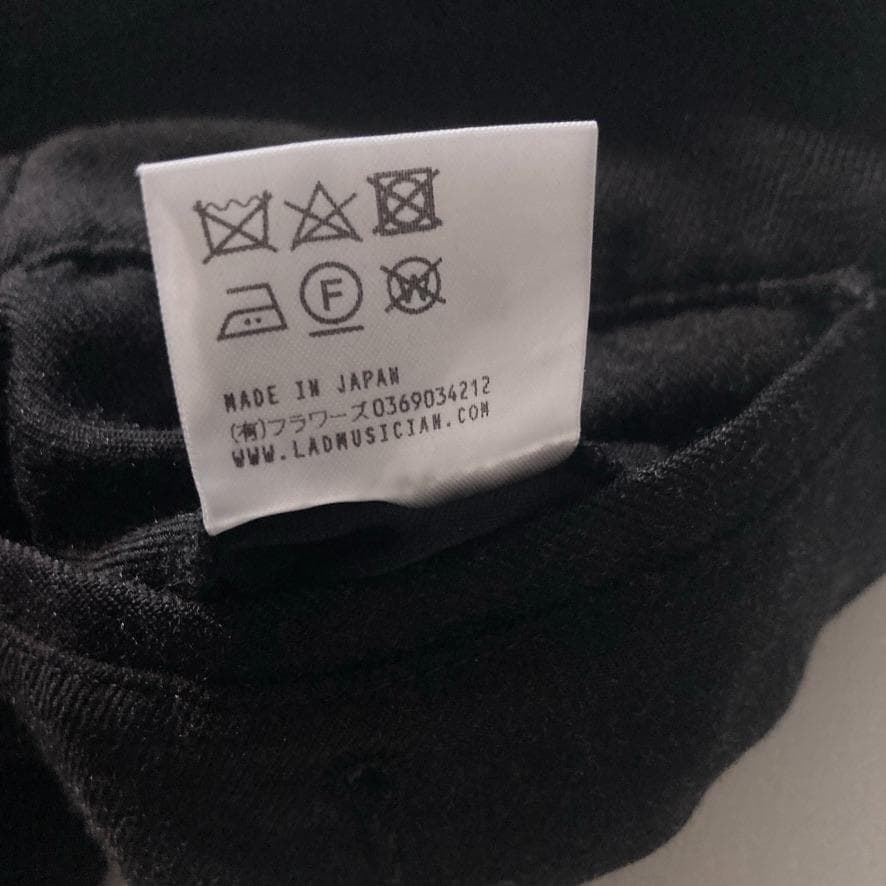 F W
MADE IN JAPAN
(有)フラワーズ0369034212
WWW.LADMUSICIAN.COM